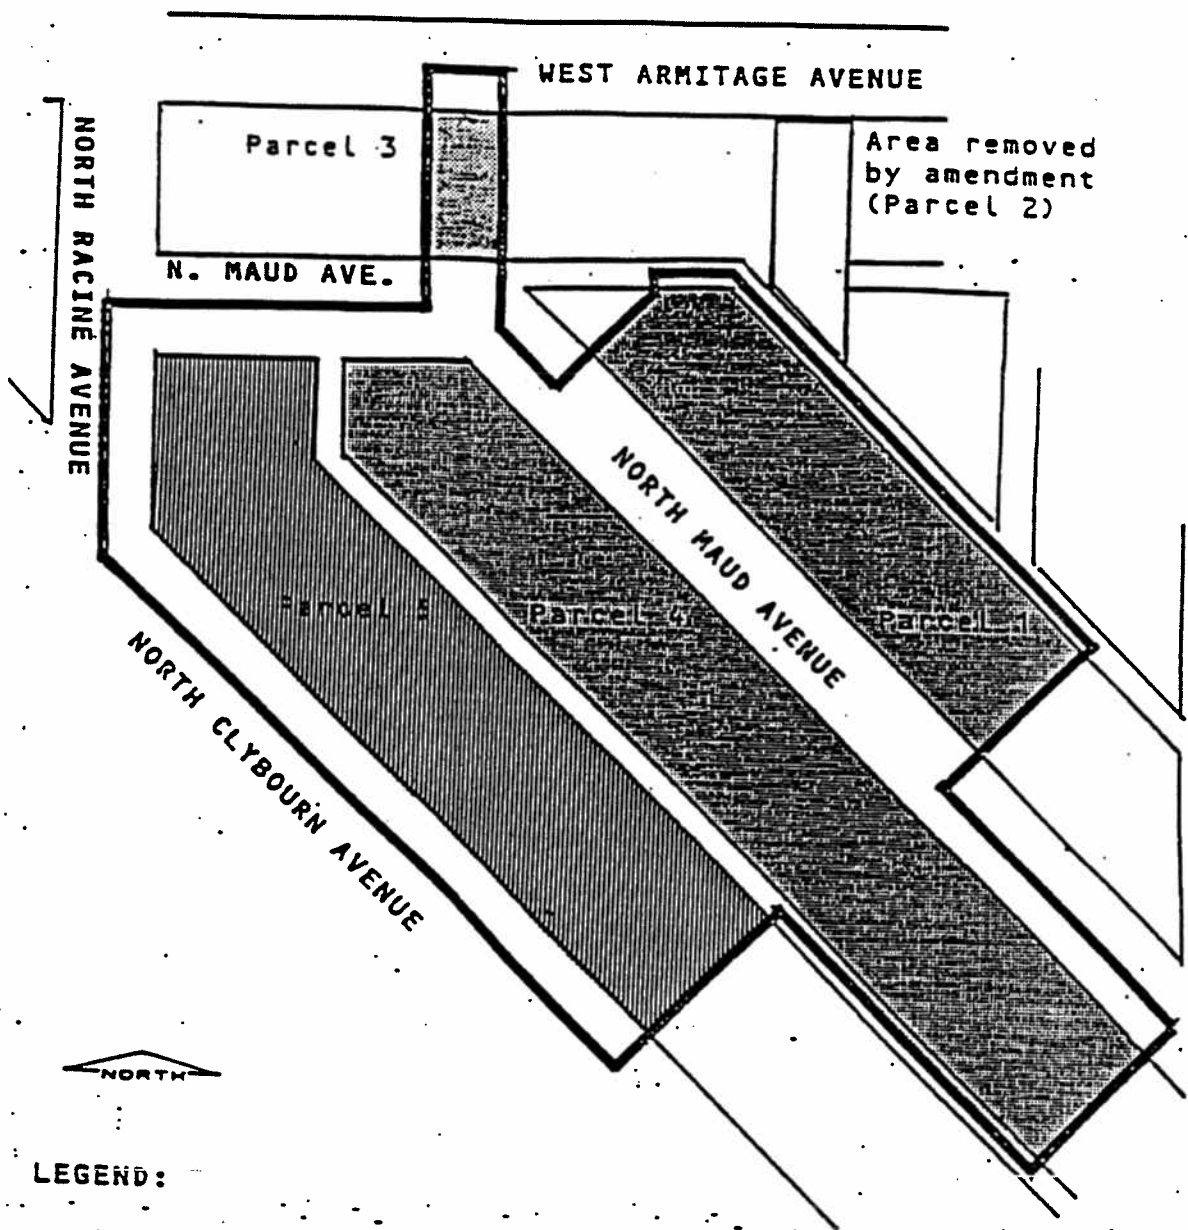 WEST ARMITAGE AVENUE
Parcel 3
Area removed
by amendment
(Parcel 2)
NORTH RACINE AVENUE
N. MAUD AVE.
NORTH MAUD AVENUE
Parcel 5
Parcel 4
Parcel 1
NORTH CLYBOURN AVENUE
NORTH
LEGEND: